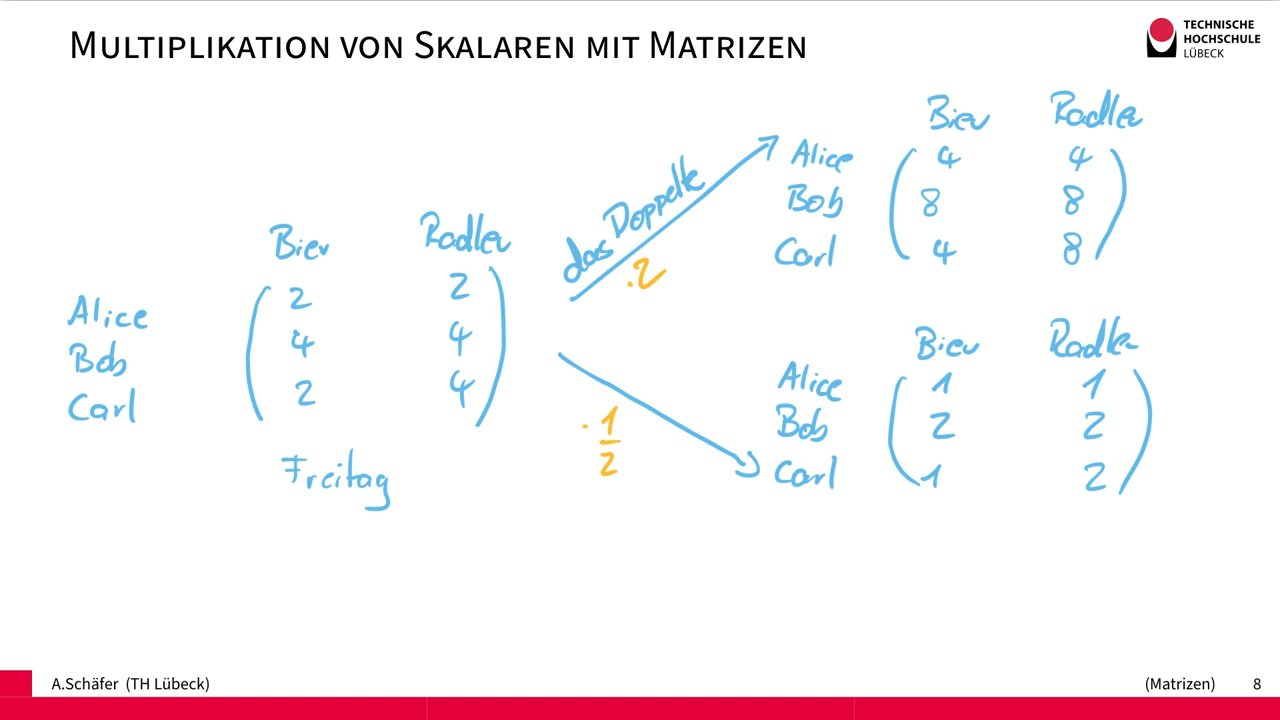 MULTIPLIKATION VON SKALAREN MIT MATRIZEN
TECHNISCHE
HOCHSCHULE
LÜBECK
Bier Radler
Alice 2 2
Bob 4 4
Carl 2 4
Freitag
das Doppelte
·2
Bier Radler
Alice 4 4
Bob 8 8
Carl 4 8
· 1/2
Bier Radler
Alice 1 1
Bob 2 2
Carl 1 2
A.Schäfer (TH Lübeck) (Matrizen) 8